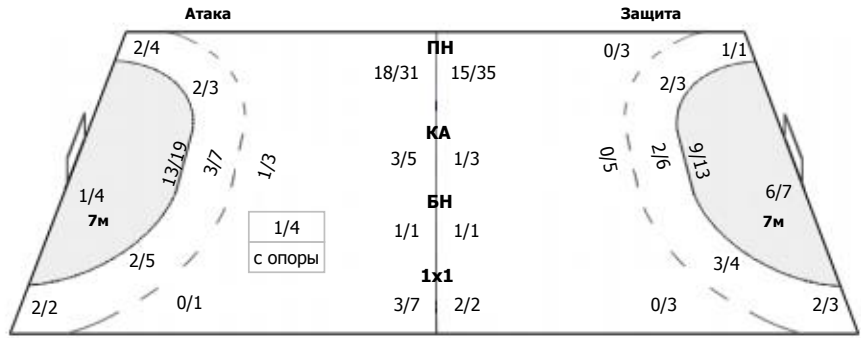 Атака Защита
2/4 ПН 0/3 1/1
18/31 15/35
2/3 2/3
13/19 3/7 1/3 КА 0/5 2/6 9/13
3/5 1/3
1/4 БН 6/7
7м 7м
1/4 1/1 1/1
с опоры
2/5 3/4
1x1
2/2 0/1 3/7 2/2 0/3 2/3